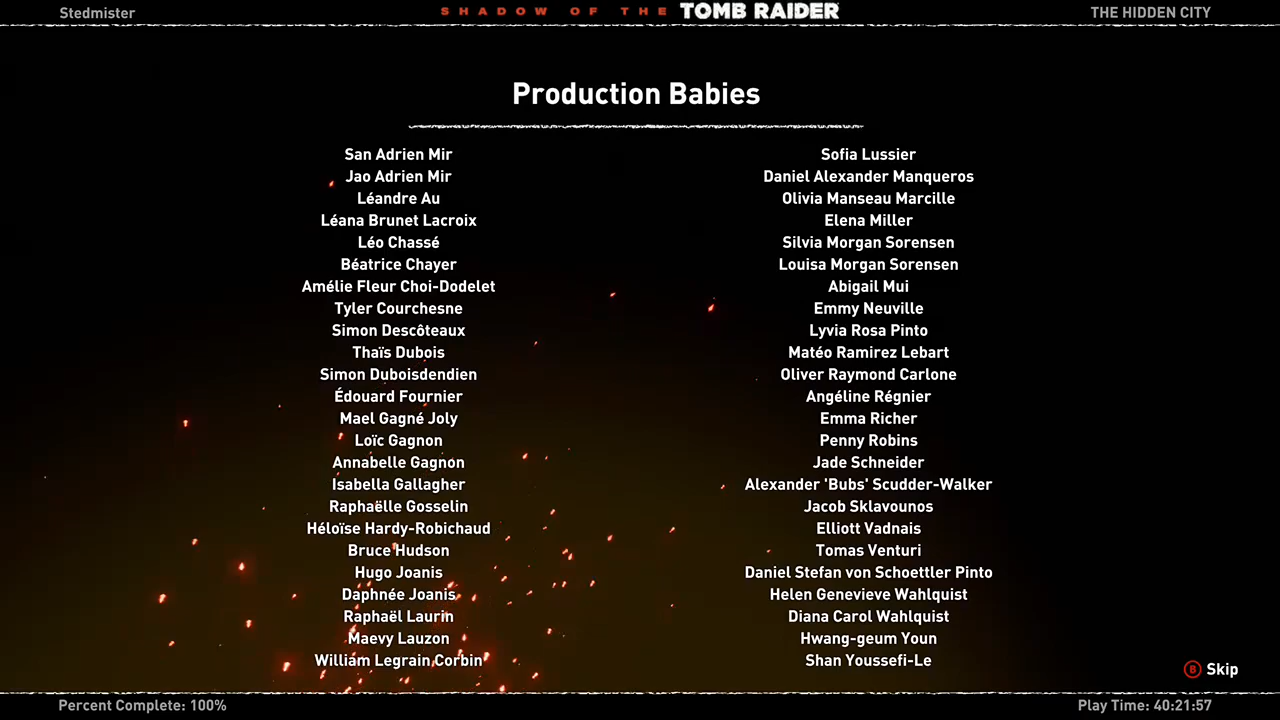 Stedmister
SHADOW OF THE TOMB RAIDER
THE HIDDEN CITY
Production Babies
San Adrien Mir
Jao Adrien Mir
Léandre Au
Léana Brunet Lacroix
Léo Chassé
Béatrice Chayer
Amélie Fleur Choi-Dodelet
Tyler Courchesne
Simon Descôteaux
Thaïs Dubois
Simon Duboisdendien
Édouard Fournier
Mael Gagné Joly
Loïc Gagnon
Annabelle Gagnon
Isabella Gallagher
Raphaëlle Gosselin
Héloïse Hardy-Robichaud
Bruce Hudson
Hugo Joanis
Daphnée Joanis
Raphaël Laurin
Maevy Lauzon
William Legrain Corbin
Sofia Lussier
Daniel Alexander Manqueros
Olivia Manseau Marcille
Elena Miller
Silvia Morgan Sorensen
Louisa Morgan Sorensen
Abigail Mui
Emmy Neuville
Lyvia Rosa Pinto
Matéo Ramirez Lebart
Oliver Raymond Carlone
Angéline Régnier
Emma Richer
Penny Robins
Jade Schneider
Alexander 'Bubs' Scudder-Walker
Jacob Sklavounos
Elliott Vadnais
Tomas Venturi
Daniel Stefan von Schoettler Pinto
Helen Genevieve Wahlquist
Diana Carol Wahlquist
Hwang-geum Youn
Shan Youssefi-Le
B Skip
Percent Complete: 100%
Play Time: 40:21:57